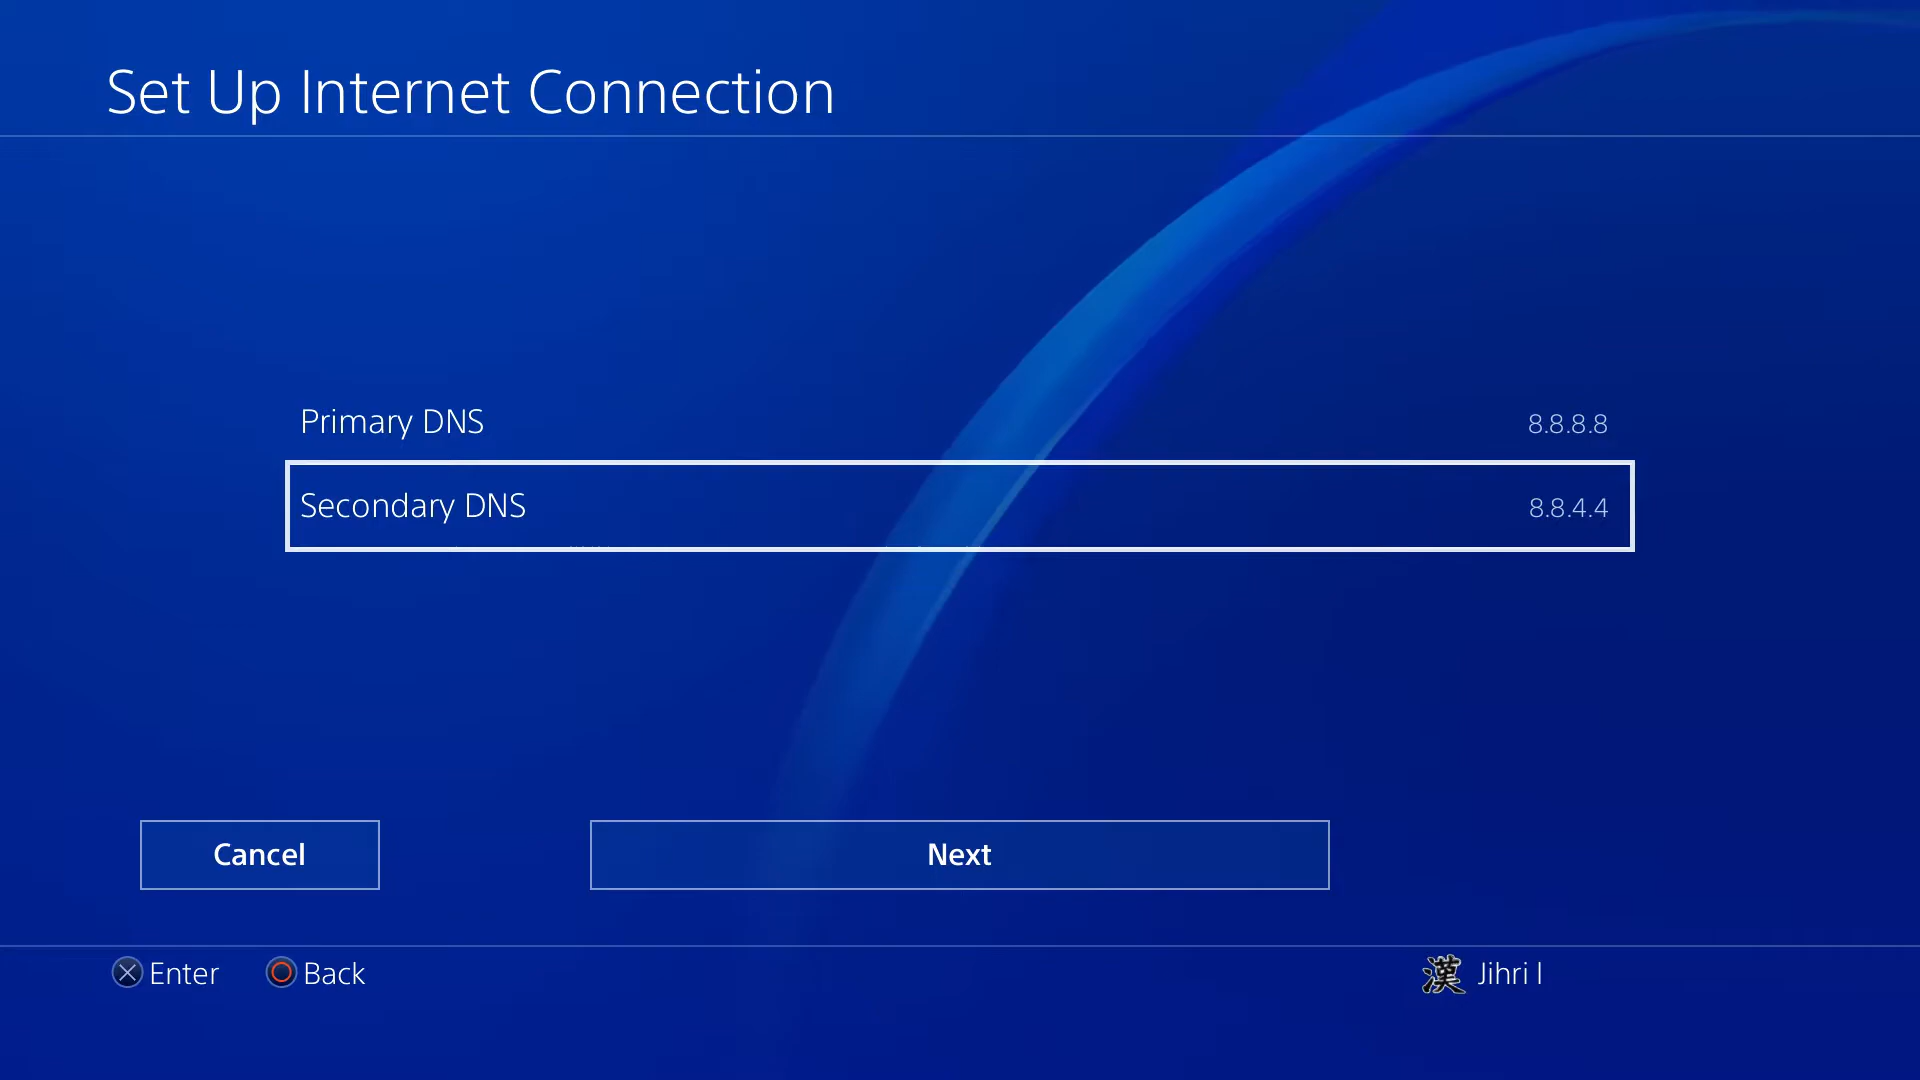 Set Up Internet Connection
Primary DNS 8.8.8.8
Secondary DNS 8.8.4.4
Cancel Next
Enter Back 漢 Jihri l